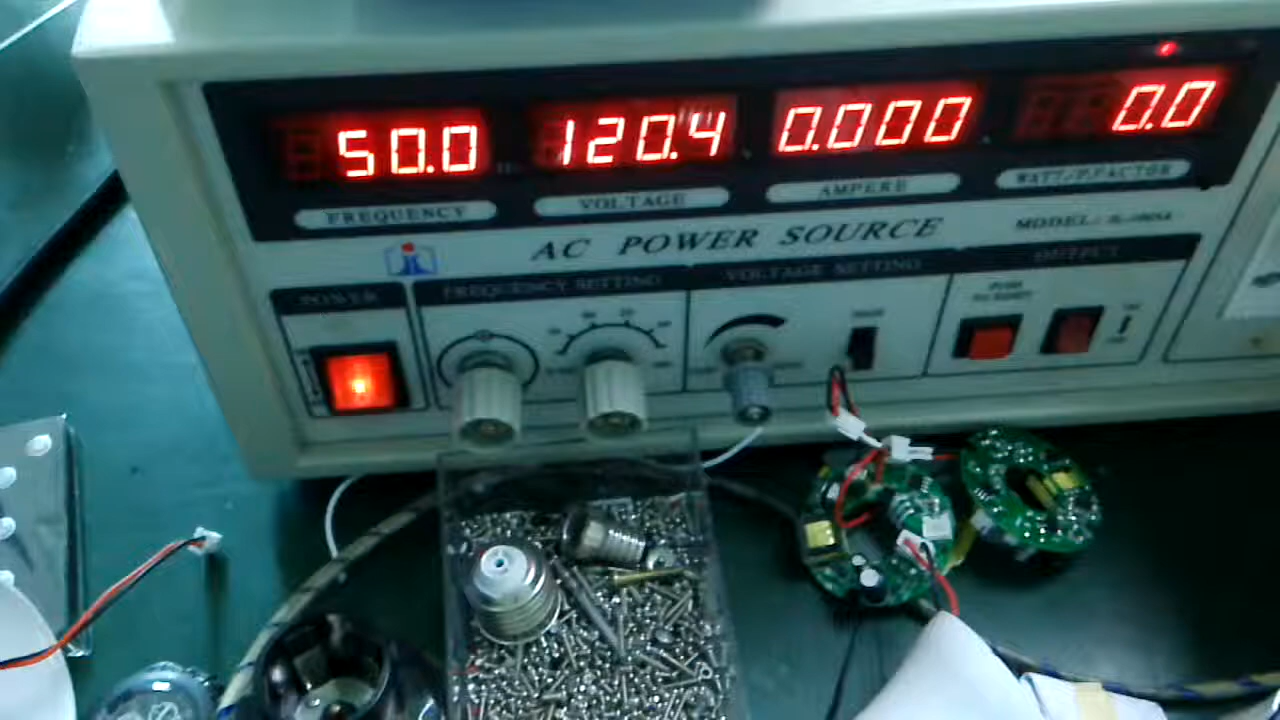 50.0 120.4 0.000 0.0
FREQUENCY VOLTAGE AMPERE WATT/P.FACTOR
AC POWER SOURCE MODEL:
POWER FREQUENCY SETTING VOLTAGE SETTING OUTPUT